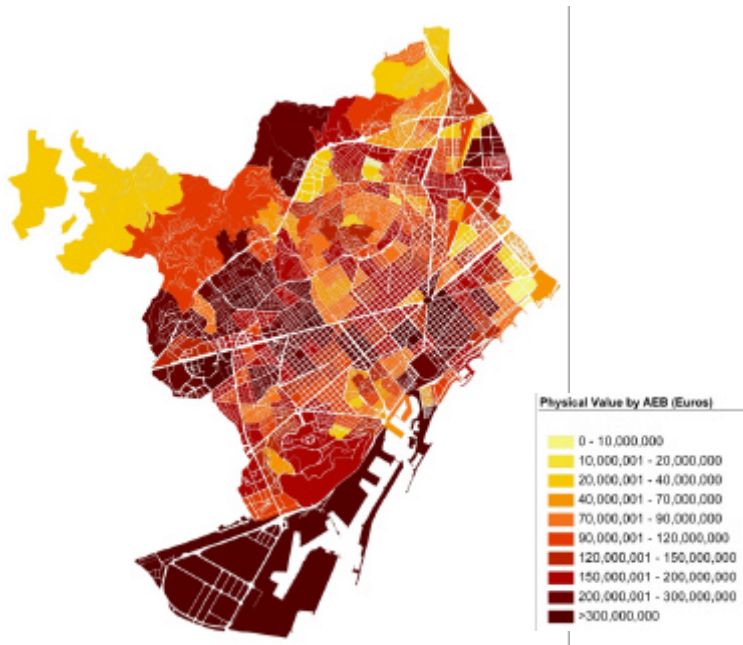 Physical Value by AEB (Euros)
0 - 10,000,000
10,000,001 - 20,000,000
20,000,001 - 40,000,000
40,000,001 - 70,000,000
70,000,001 - 90,000,000
90,000,001 - 120,000,000
120,000,001 - 150,000,000
150,000,001 - 200,000,000
200,000,001 - 300,000,000
>300,000,000